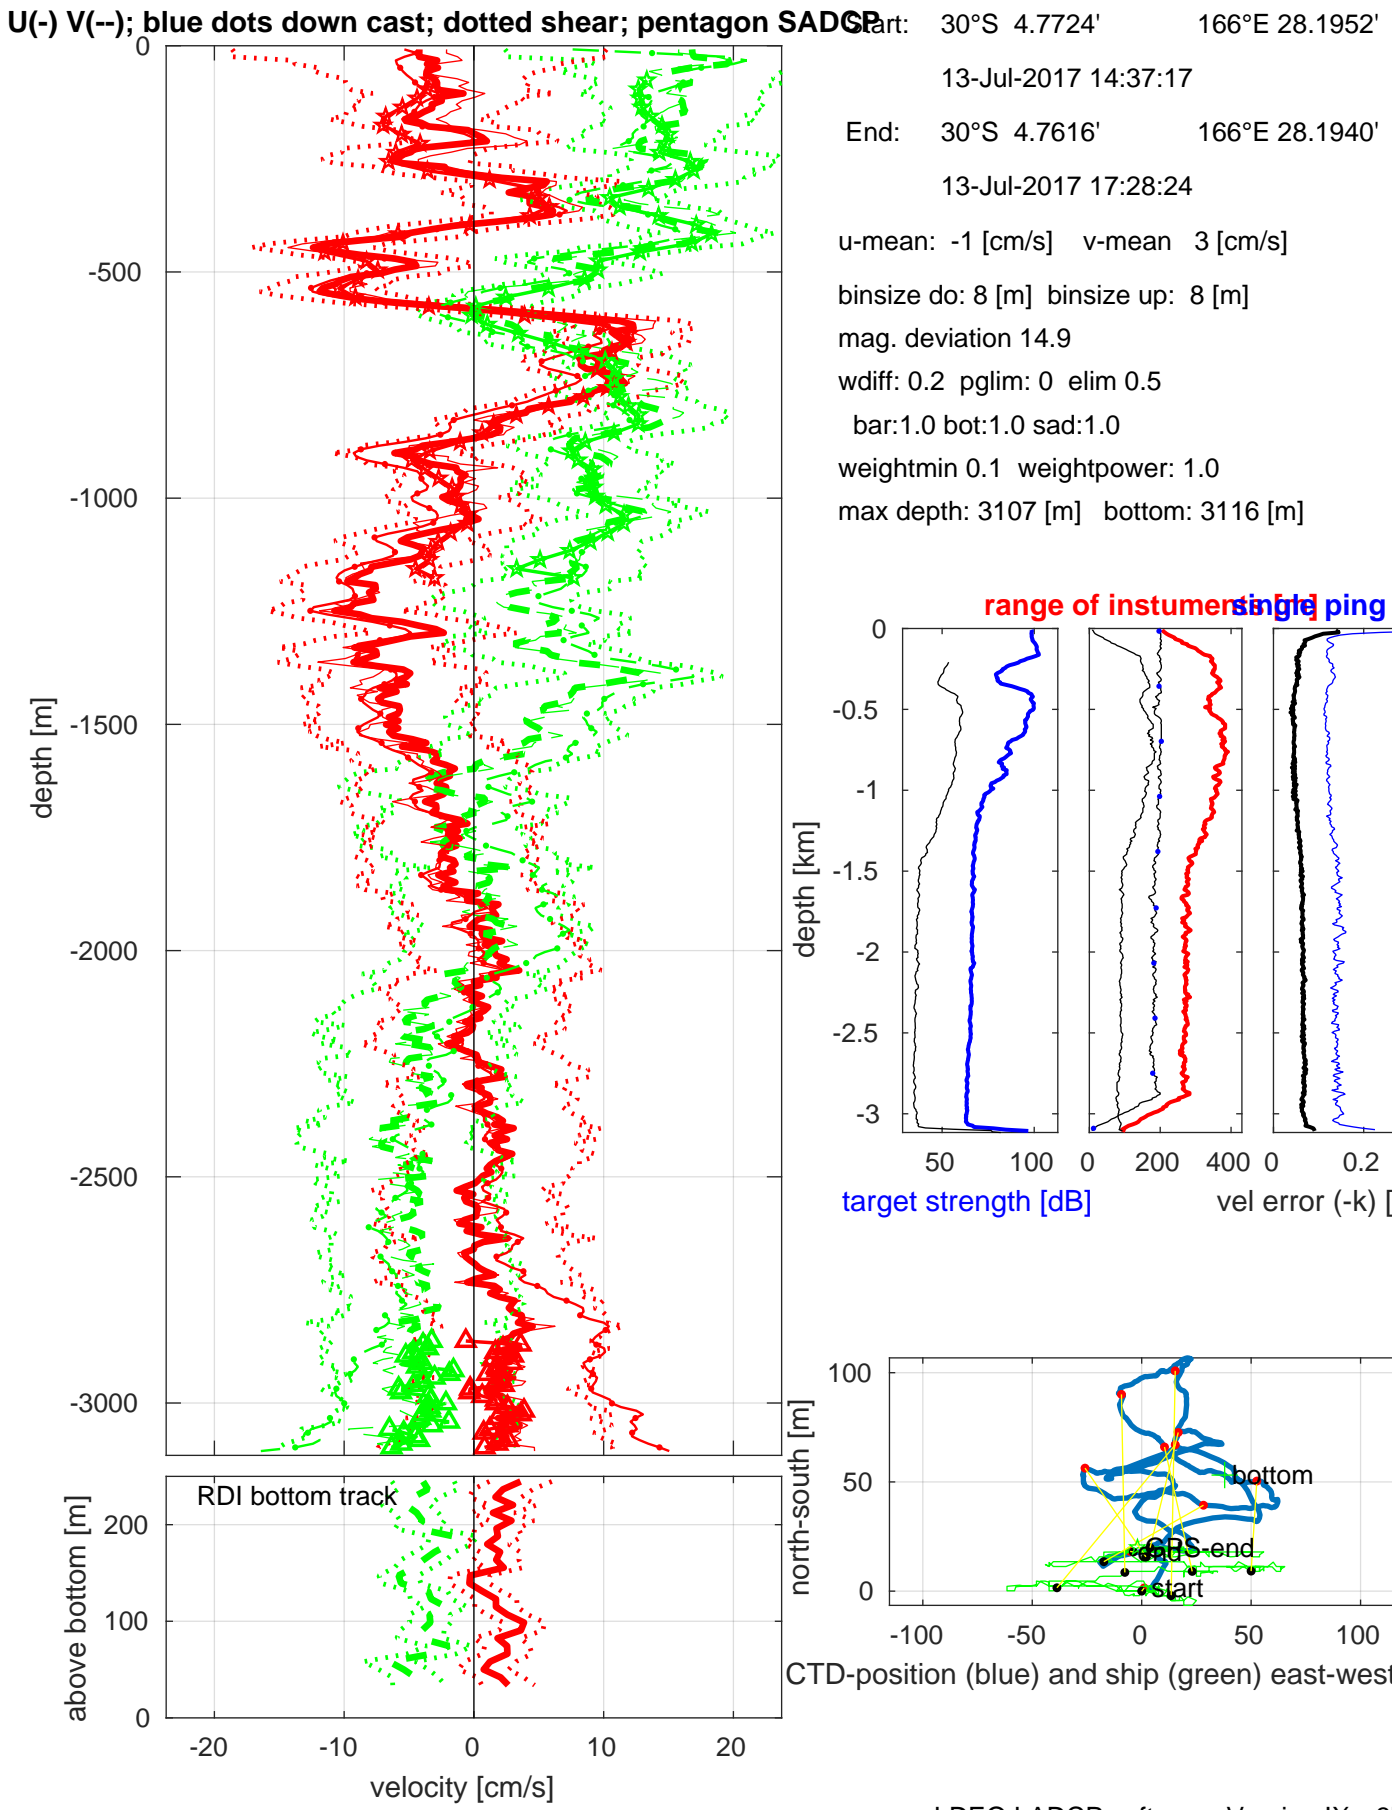 U(-) V(--); blue dots down cast; dotted shear; pentagon SADCP
Start: 30°S 4.7724' 166°E 28.1952'
13-Jul-2017 14:37:17
End: 30°S 4.7616' 166°E 28.1940'
13-Jul-2017 17:28:24
u-mean: -1 [cm/s] v-mean 3 [cm/s]
binsize do: 8 [m] binsize up: 8 [m]
mag. deviation 14.9
wdiff: 0.2 pglim: 0 elim 0.5
bar:1.0 bot:1.0 sad:1.0
weightmin 0.1 weightpower: 1.0
max depth: 3107 [m] bottom: 3116 [m]
0
-500
-1000
-1500
-2000
-2500
-3000
depth [m]
RDI bottom track
200
100
0
above bottom [m]
-20 -10 0 10 20
velocity [cm/s]
range of instuments [m]
single ping
0
-0.5
-1
-1.5
-2
-2.5
-3
depth [km]
50 100
0 200 400
0 0.2
target strength [dB]
vel error (-k) [
100
50
0
north-south [m]
bottom
GPS-end
end
start
-100 -50 0 50 100
CTD-position (blue) and ship (green) east-west